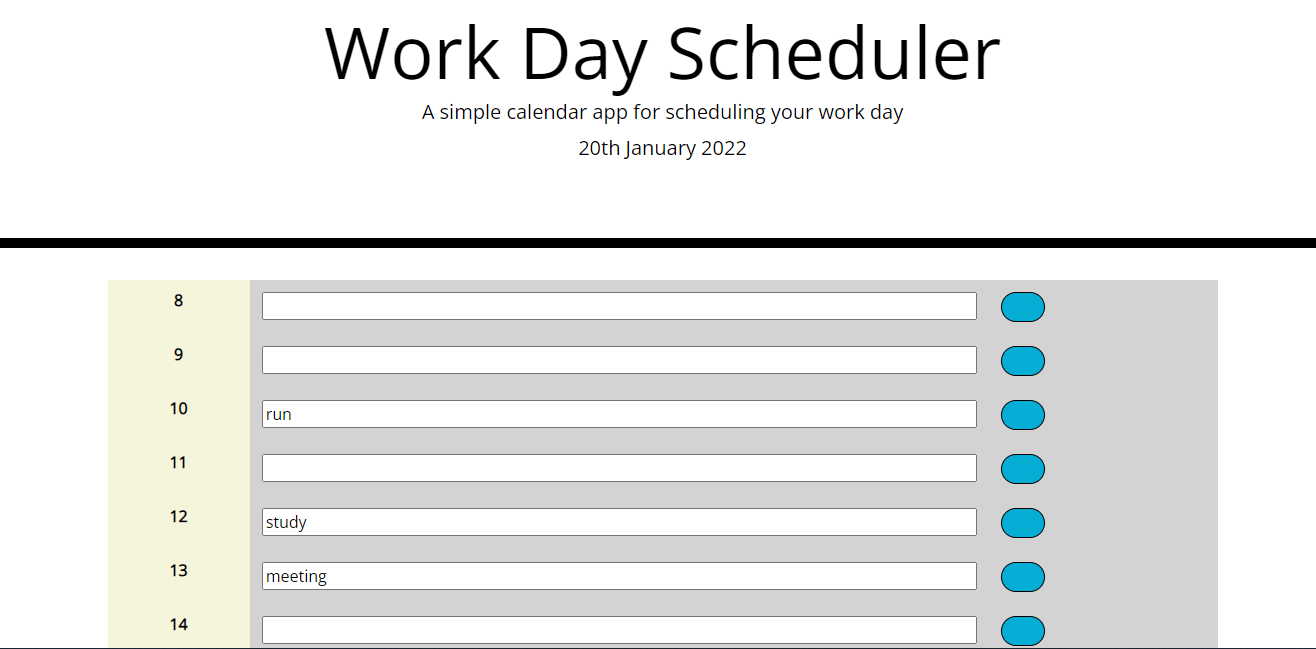 Work Day Scheduler
A simple calendar app for scheduling your work day
20th January 2022
8
9
10 run
11
12 study
13 meeting
14